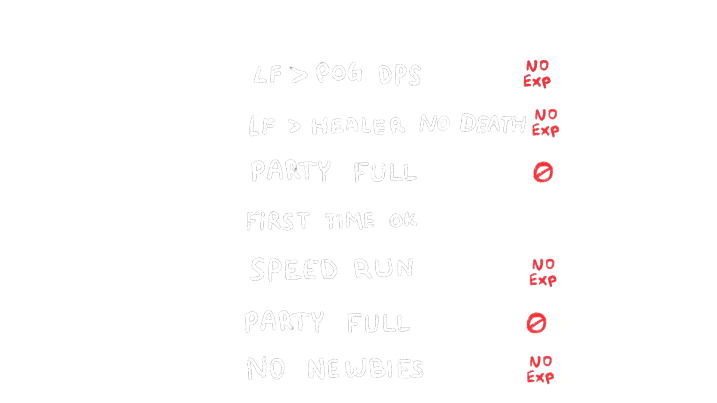 LF > POG DPS NO EXP
LF > HEALER NO DEATH NO EXP
PARTY FULL
FIRST TIME OK
SPEED RUN NO EXP
PARTY FULL
NO NEWBIES NO EXP